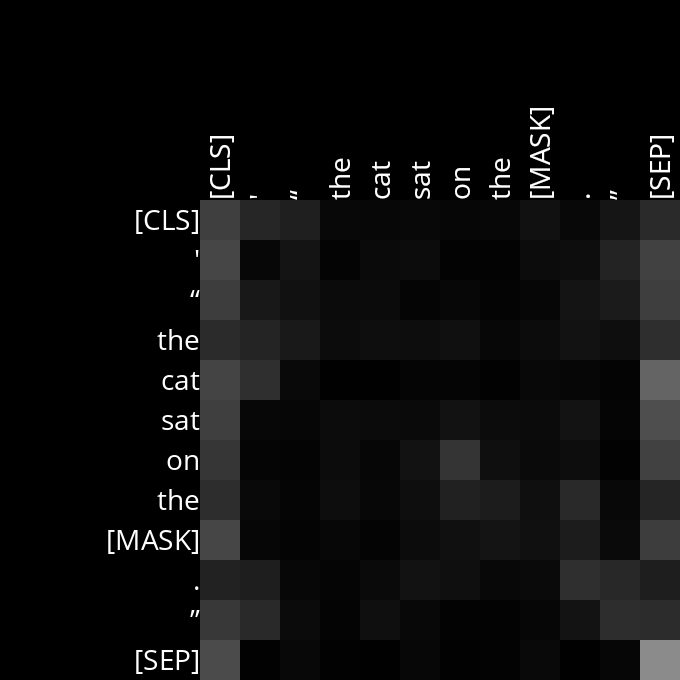 [CLS] ' “ the cat sat on the [MASK] . ” [SEP]
[CLS]
'
“
the
cat
sat
on
the
[MASK]
.
”
[SEP]